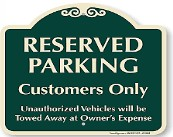 RESERVED
PARKING
Customers Only
Unauthorized Vehicles will be
Towed Away at Owner's Expense